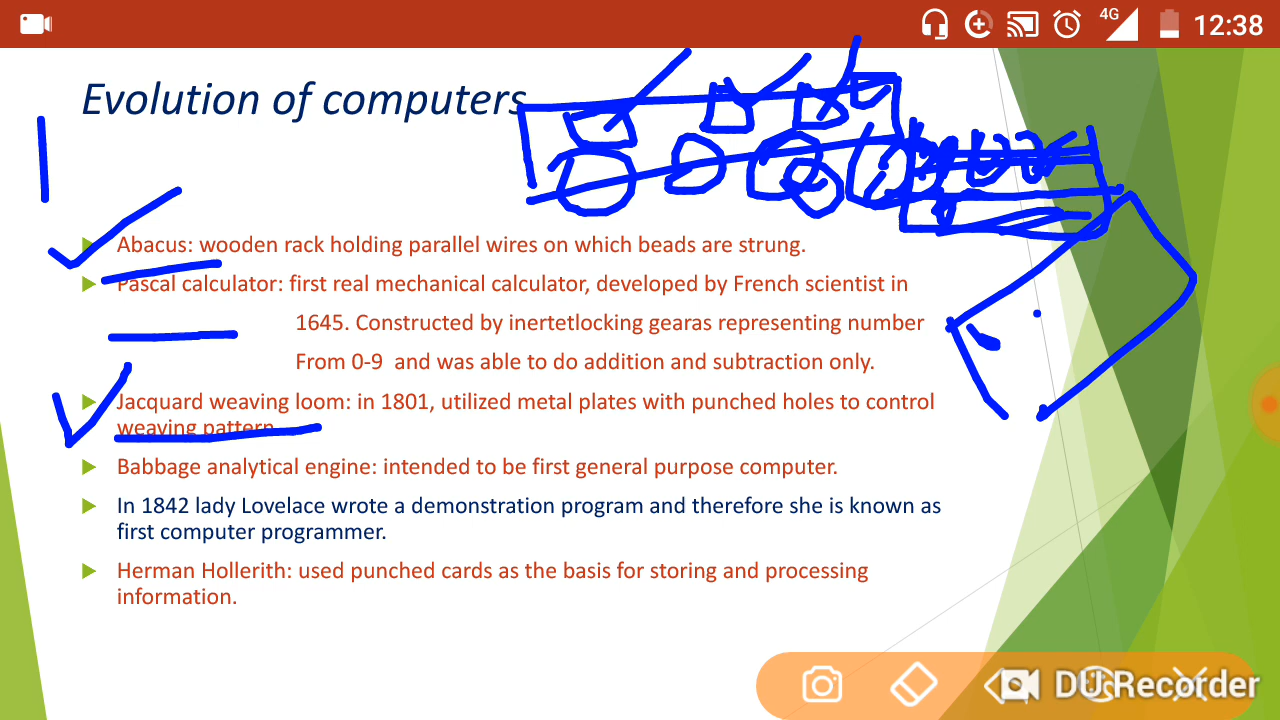 4G
12:38
Evolution of computers
Abacus: wooden rack holding parallel wires on which beads are strung.
Pascal calculator: first real mechanical calculator, developed by French scientist in
1645. Constructed by inertetlocking gearas representing number
From 0-9 and was able to do addition and subtraction only.
Jacquard weaving loom: in 1801, utilized metal plates with punched holes to control
weaving pattern
Babbage analytical engine: intended to be first general purpose computer.
In 1842 lady Lovelace wrote a demonstration program and therefore she is known as
first computer programmer.
Herman Hollerith: used punched cards as the basis for storing and processing
information.
DU Recorder